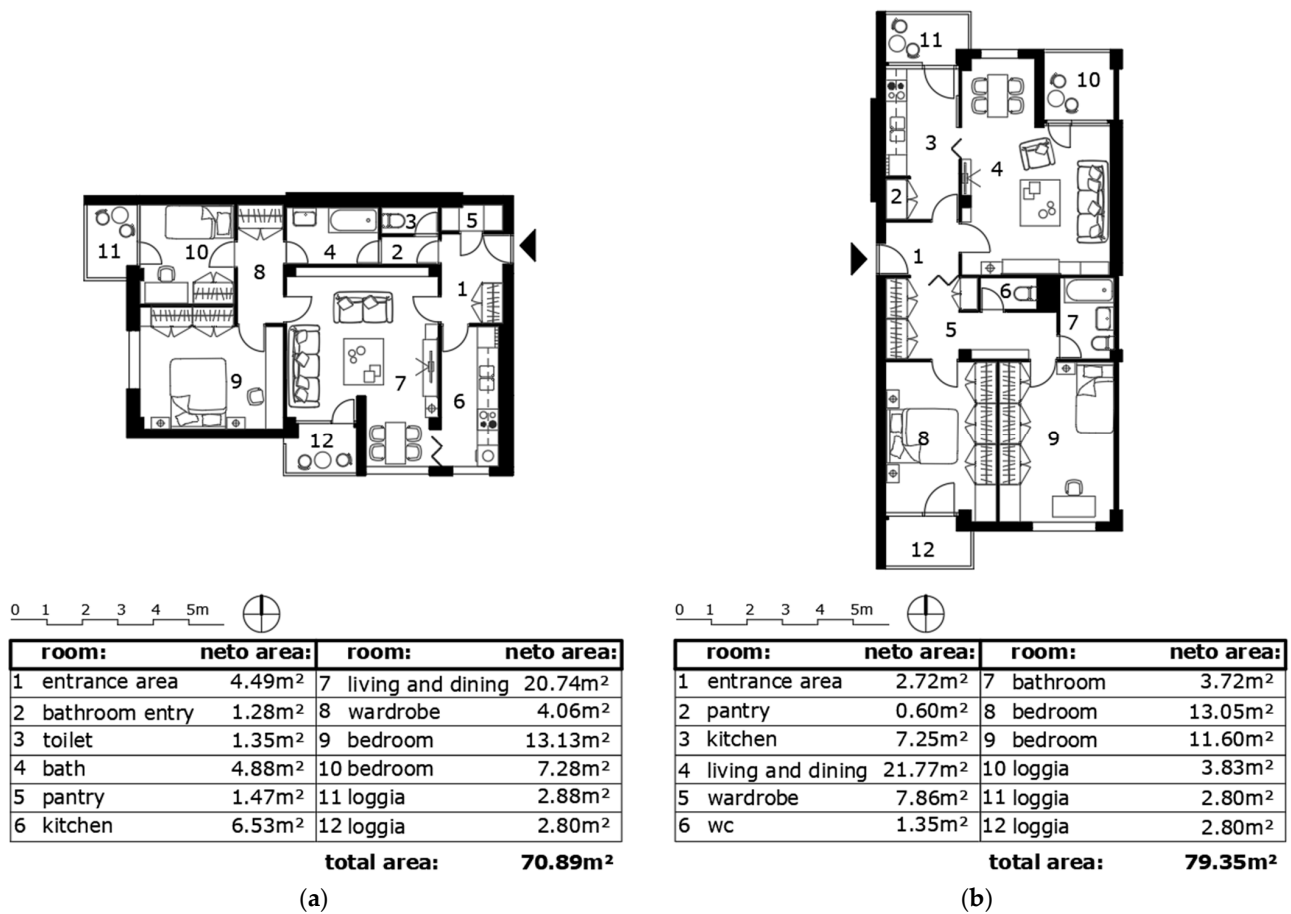 11
10
3
4
2
1
6
5
7
8
9
12
11
10
8
4
3
2
5
1
9
7
6
12
0 1 2 3 4 5m
room: neto area: room: neto area:
1 entrance area 4.49m² 7 living and dining 20.74m²
2 bathroom entry 1.28m² 8 wardrobe 4.06m²
3 toilet 1.35m² 9 bedroom 13.13m²
4 bath 4.88m² 10 bedroom 7.28m²
5 pantry 1.47m² 11 loggia 2.88m²
6 kitchen 6.53m² 12 loggia 2.80m²
total area: 70.89m²
(a)
0 1 2 3 4 5m
room: neto area: room: neto area:
1 entrance area 2.72m² 7 bathroom 3.72m²
2 pantry 0.60m² 8 bedroom 13.05m²
3 kitchen 7.25m² 9 bedroom 11.60m²
4 living and dining 21.77m² 10 loggia 3.83m²
5 wardrobe 7.86m² 11 loggia 2.80m²
6 wc 1.35m² 12 loggia 2.80m²
total area: 79.35m²
(b)